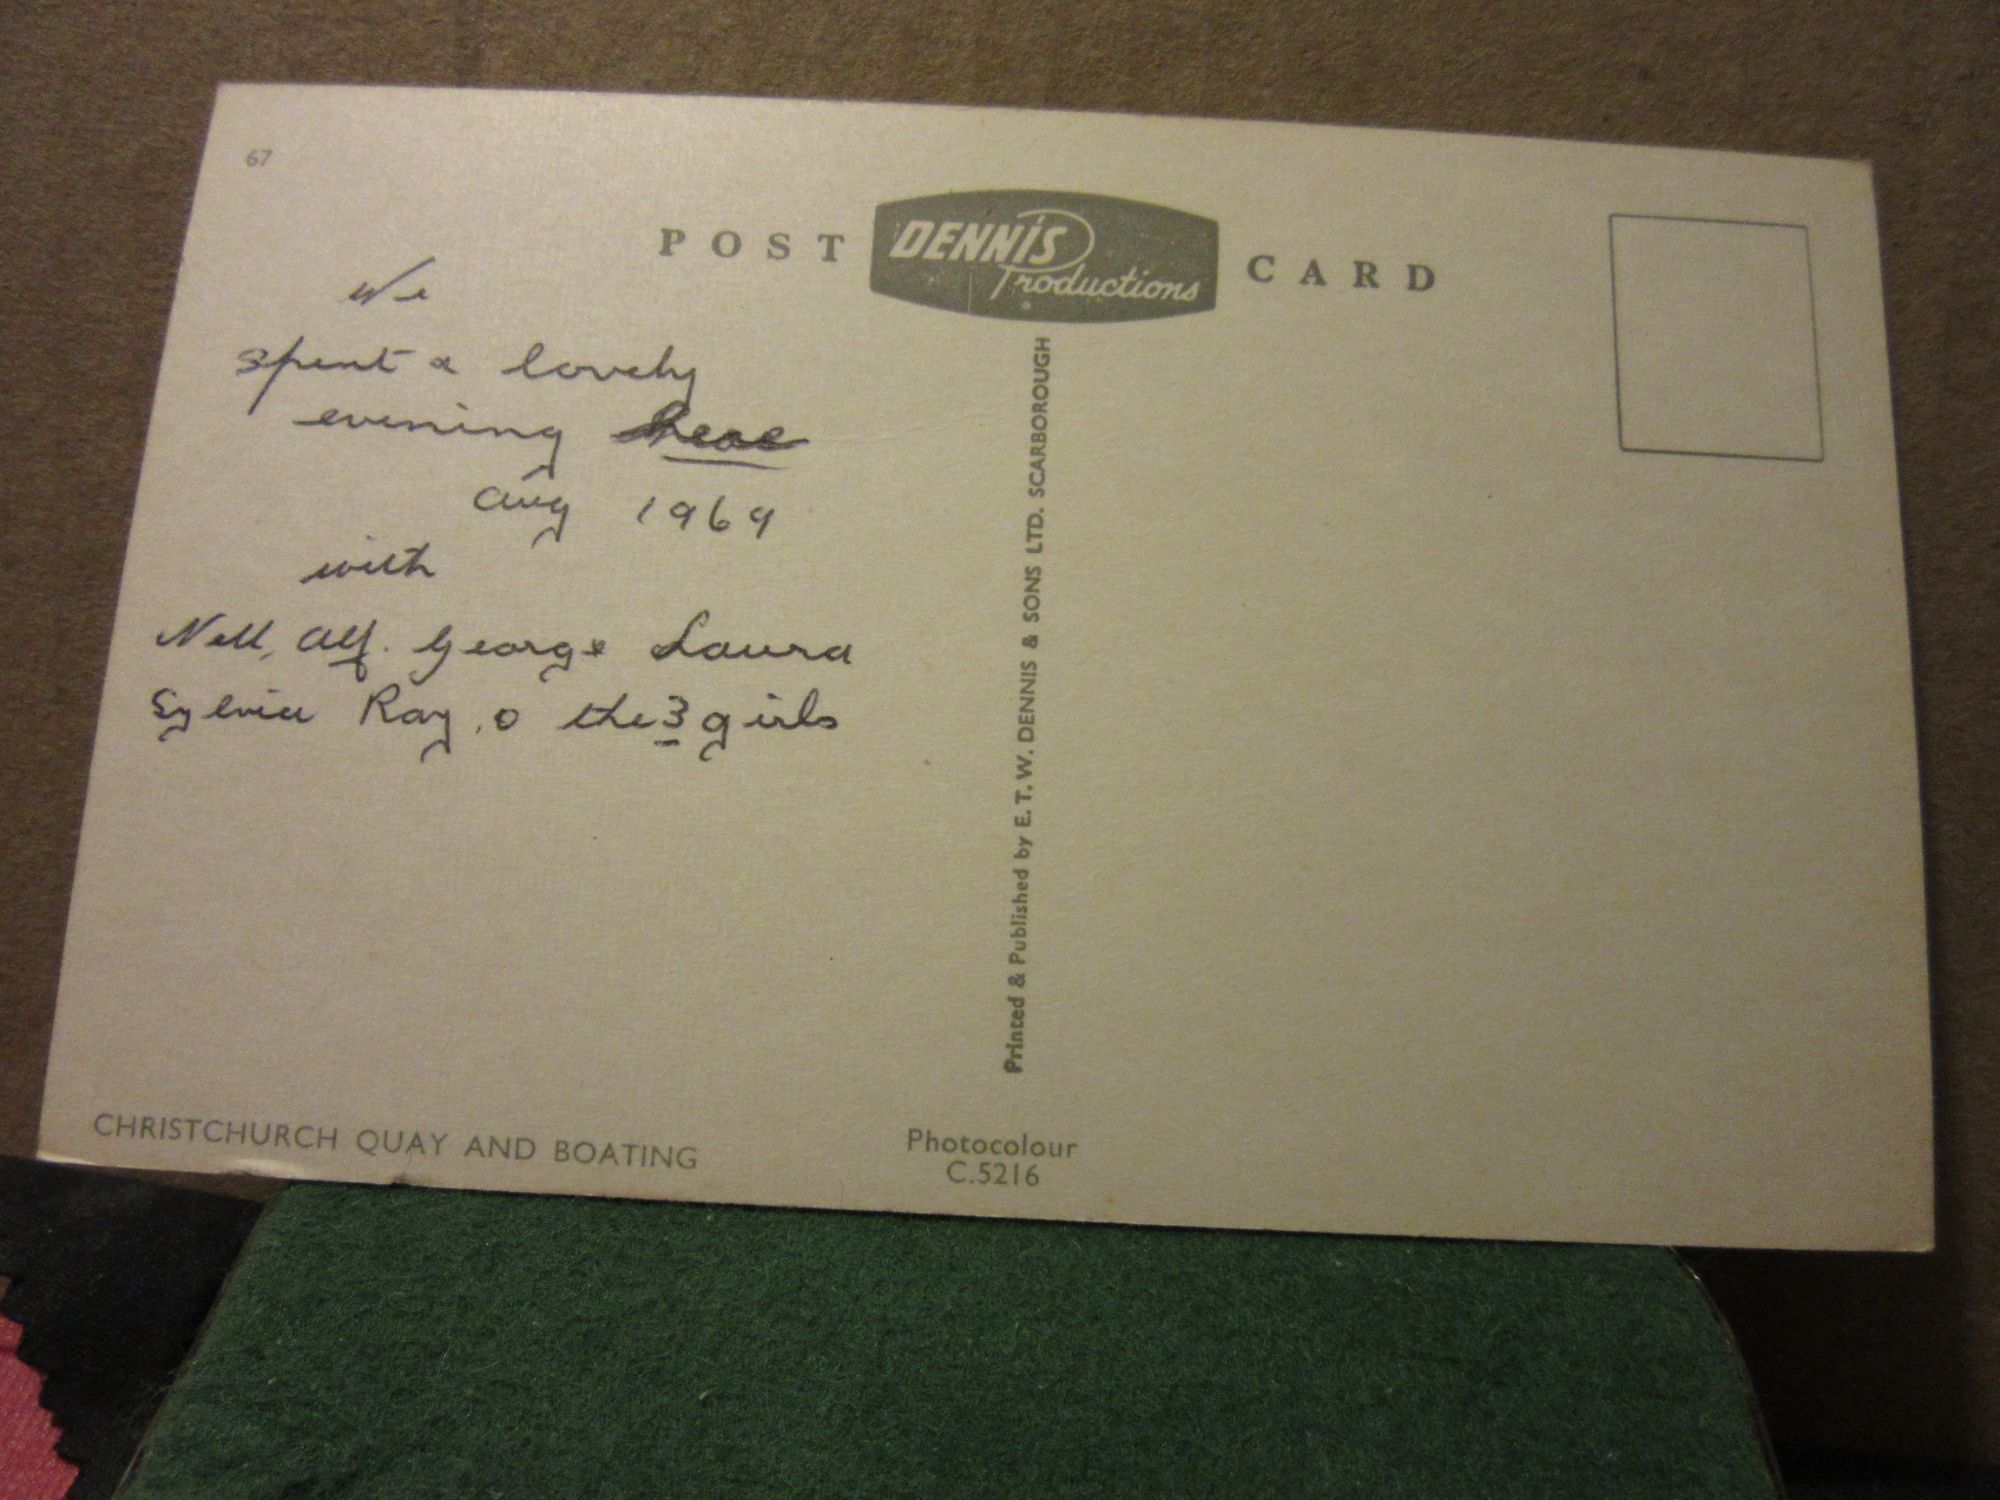 67
POST DENNIS Productions CARD
We
spent a lovely
evening here
Aug 1969
with
Nell, Alf. George Laura
Sylvia Ray, o the 3 girls
Printed & Published by E. T. W. DENNIS & SONS LTD. SCARBOROUGH
CHRISTCHURCH QUAY AND BOATING
Photocolour
C.5216